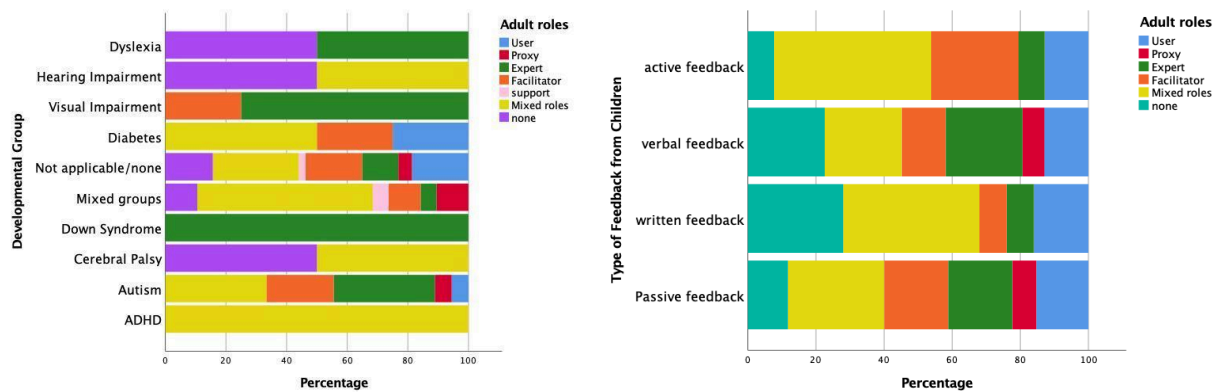 Developmental Group
Dyslexia
Hearing Impairment
Visual Impairment
Diabetes
Not applicable/none
Mixed groups
Down Syndrome
Cerebral Palsy
Autism
ADHD
0 20 40 60 80 100
Percentage
Adult roles
User
Proxy
Expert
Facilitator
support
Mixed roles
none
Type of Feedback from Children
active feedback
verbal feedback
written feedback
Passive feedback
0 20 40 60 80 100
Percentage
Adult roles
User
Proxy
Expert
Facilitator
Mixed roles
none